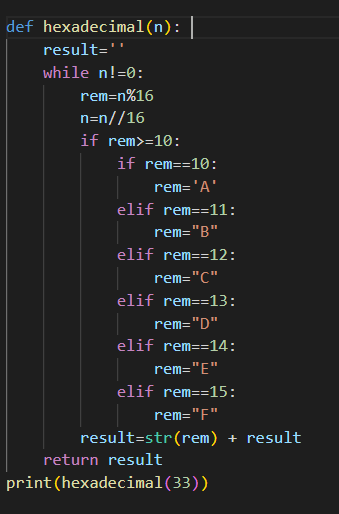 def hexadecimal(n):
    result=''
    while n!=0:
        rem=n%16
        n=n//16
        if rem>=10:
            if rem==10:
                rem='A'
            elif rem==11:
                rem="B"
            elif rem==12:
                rem="C"
            elif rem==13:
                rem="D"
            elif rem==14:
                rem="E"
            elif rem==15:
                rem="F"
        result=str(rem) + result
    return result
print(hexadecimal(33))